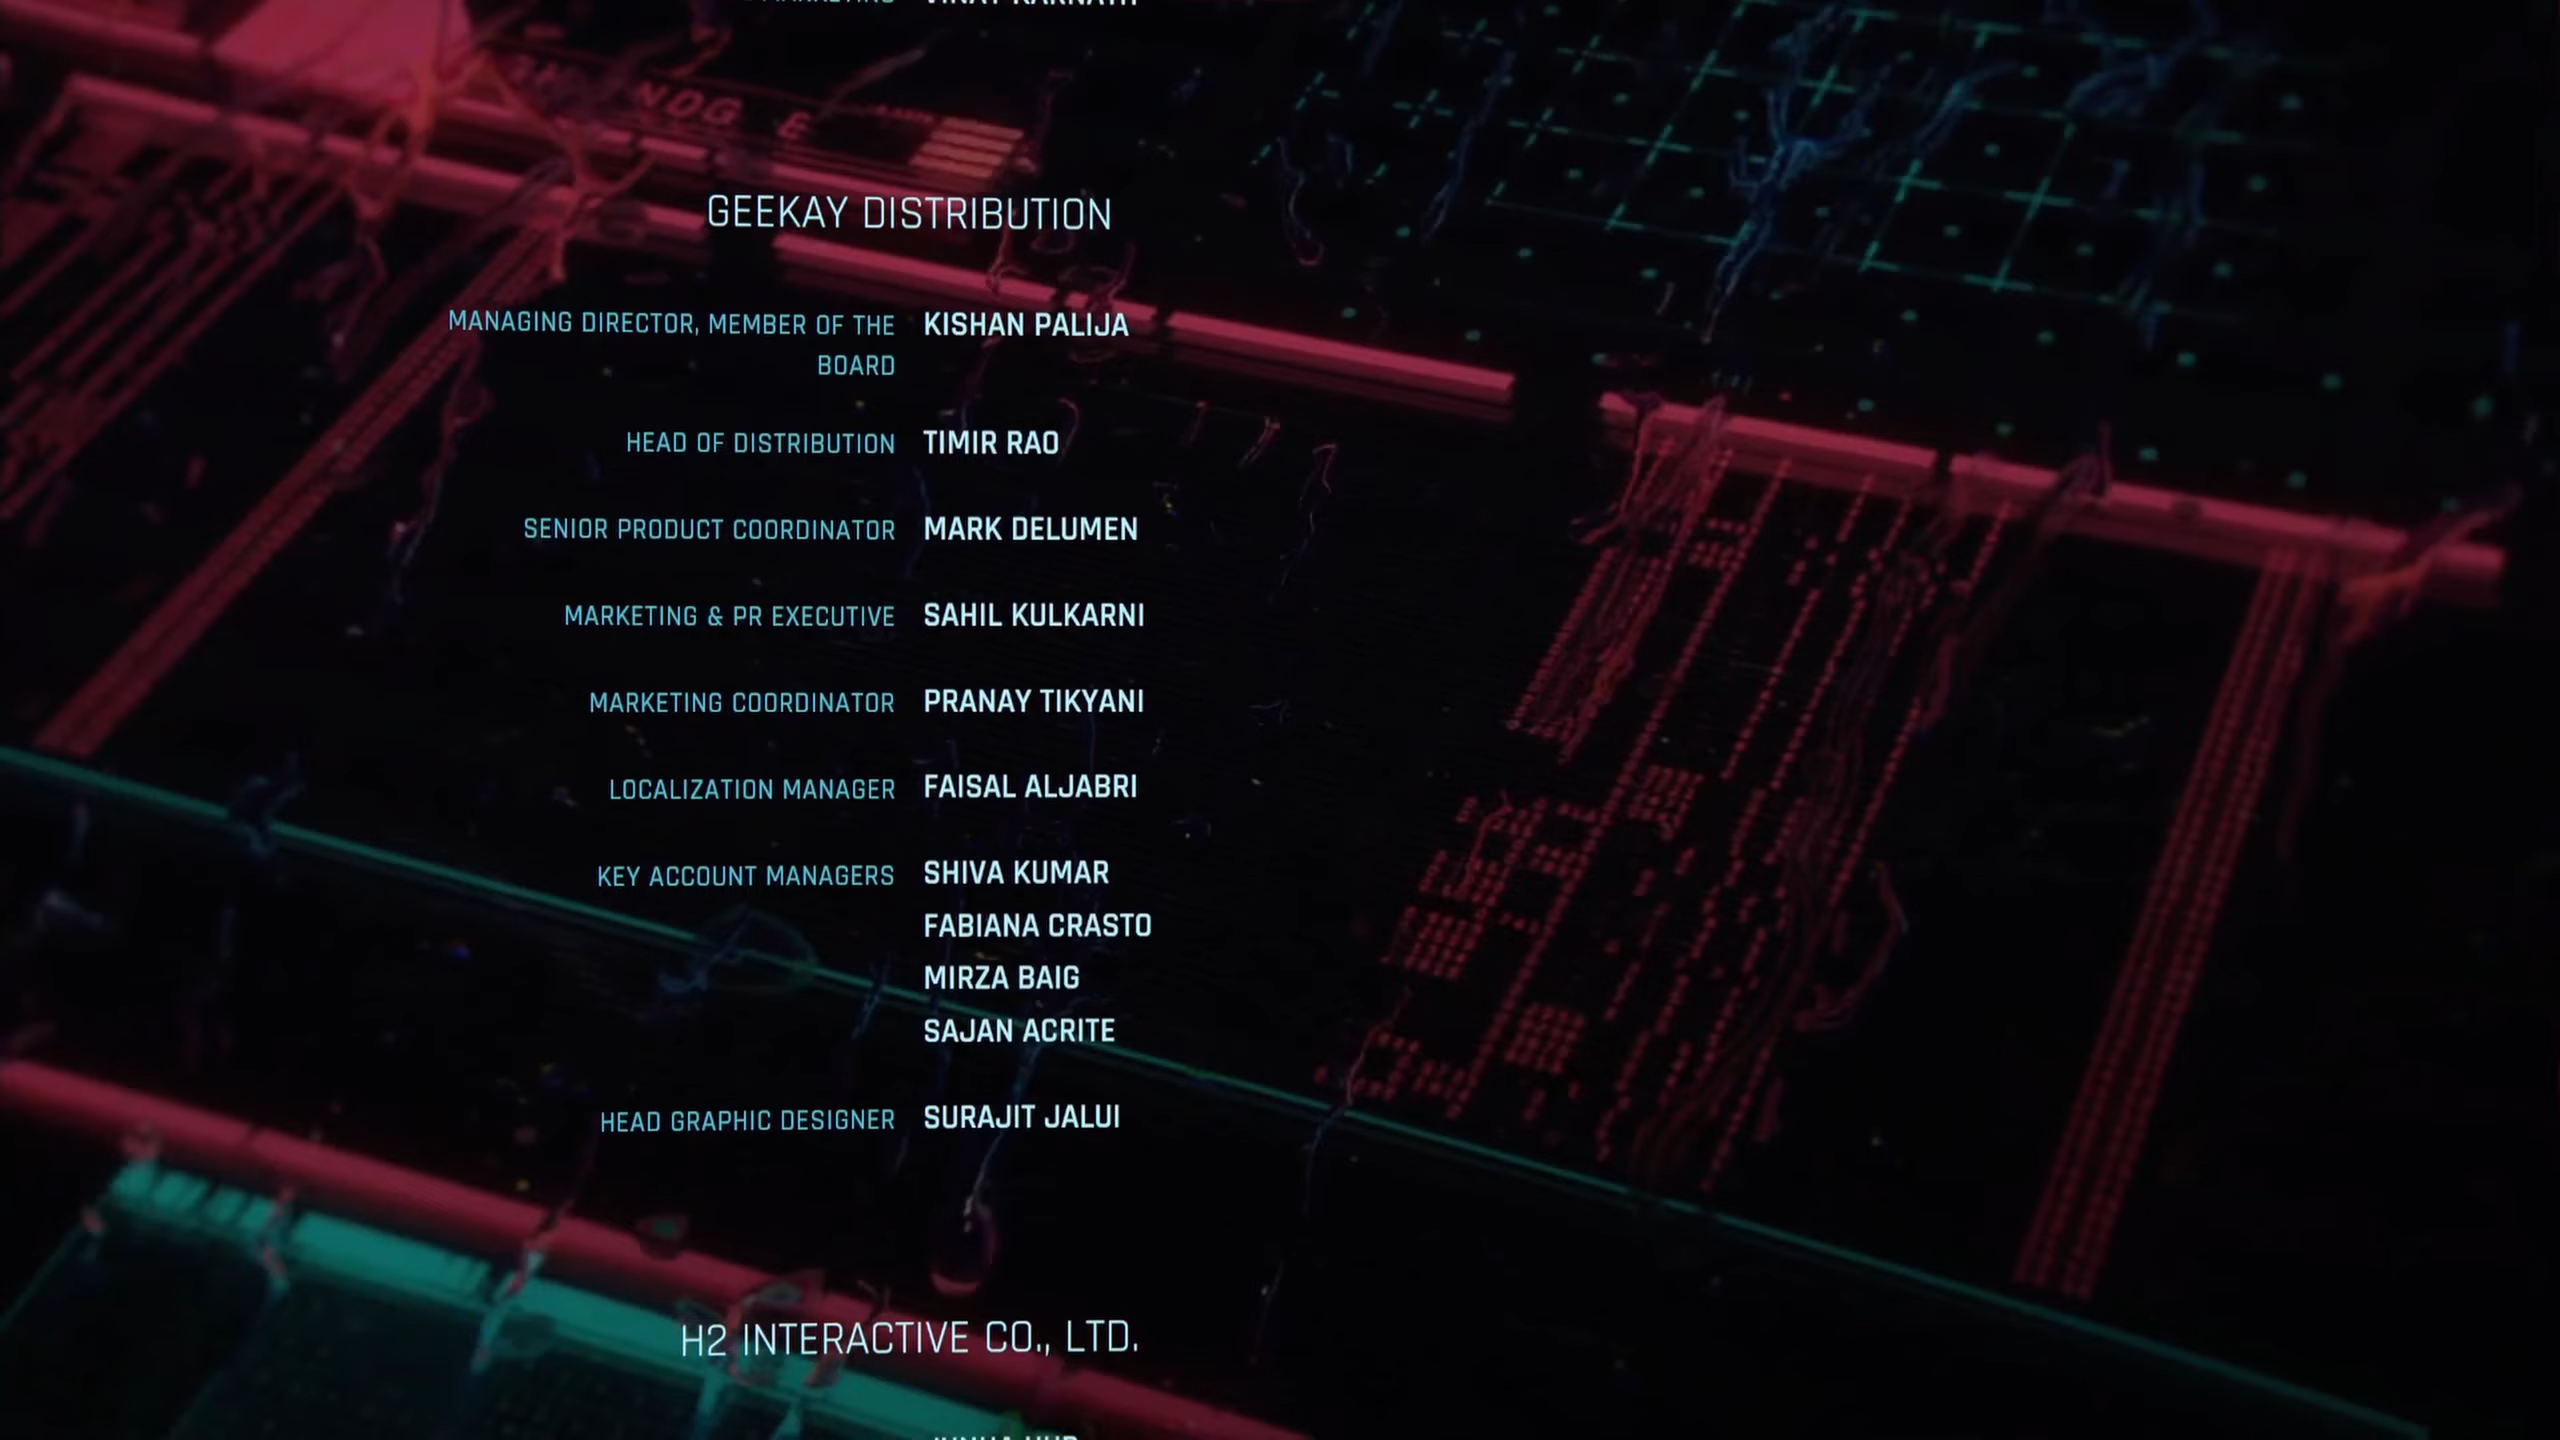 GEEKAY DISTRIBUTION
MANAGING DIRECTOR, MEMBER OF THE BOARD KISHAN PALIJA
HEAD OF DISTRIBUTION TIMIR RAO
SENIOR PRODUCT COORDINATOR MARK DELUMEN
MARKETING & PR EXECUTIVE SAHIL KULKARNI
MARKETING COORDINATOR PRANAY TIKYANI
LOCALIZATION MANAGER FAISAL ALJABRI
KEY ACCOUNT MANAGERS SHIVA KUMAR
FABIANA CRASTO
MIRZA BAIG
SAJAN ACRITE
HEAD GRAPHIC DESIGNER SURAJIT JALUI
H2 INTERACTIVE CO., LTD.